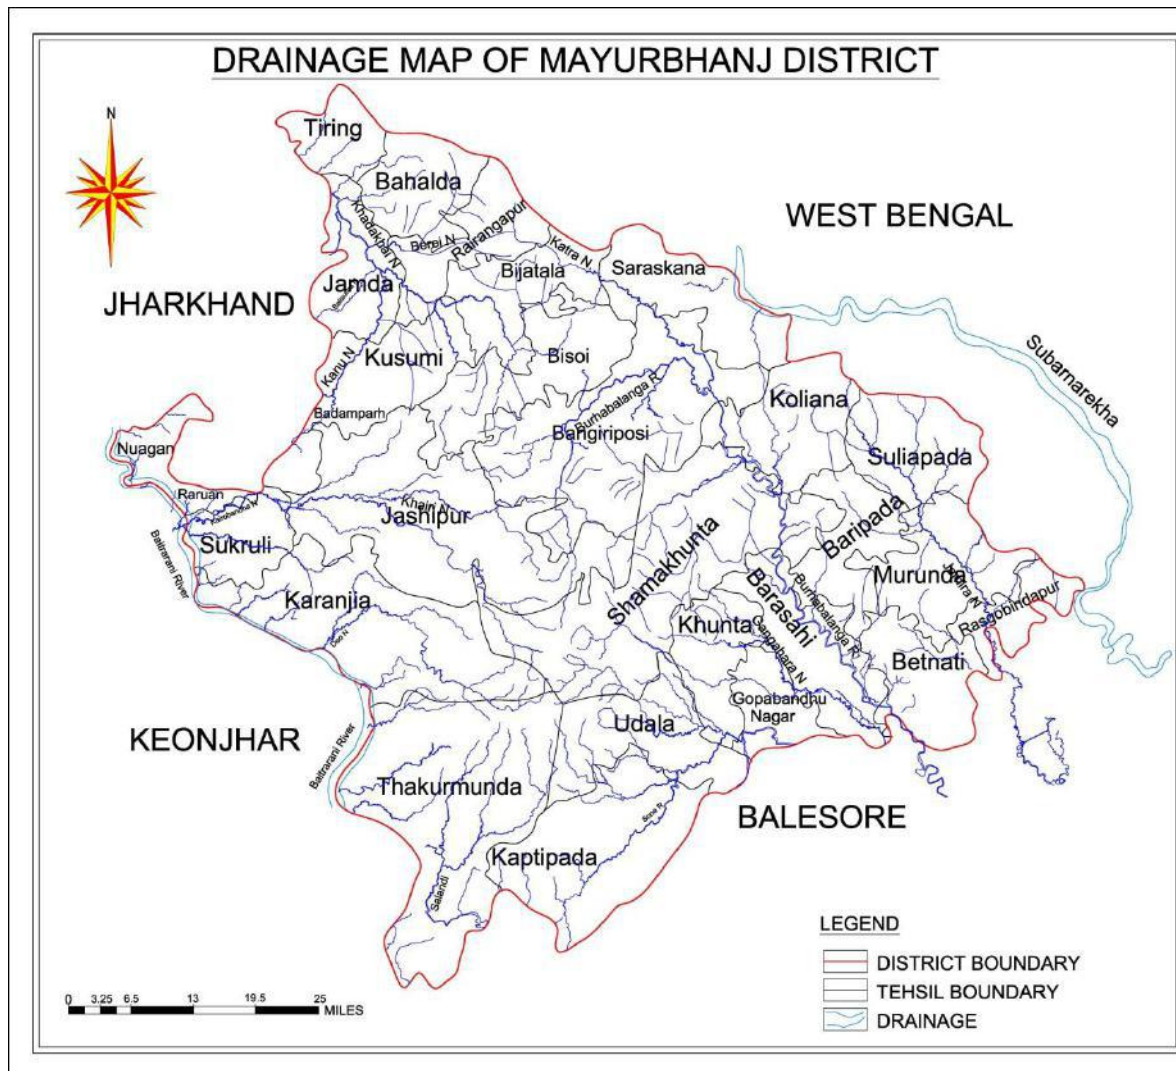 DRAINAGE MAP OF MAYURBHANJ DISTRICT
N
Tiring
Bahalda
WEST BENGAL
Khadakhai N
Berei N
Rairangapur
Katra N
Bijatala
Saraskana
Jamda
JHARKHAND
Subarnarekha
Kanu N
Kusumi
Bisoi
Burhabalanga R
Koliana
Badamparh
Bangiriposi
Nuagan
Suliapada
Raruan
Khairi N
Jashipur
Baripada
Sukruli
Shamakhunta
Baitrarani River
Karanjia
Barasahi
Murunda
Burhabalanga R
Rasgobindapur
Khunta
Gangahara N
Betnati
Gopabandhu
Nagar
Udala
KEONJHAR
Baitrarani River
Thakurmunda
BALESORE
Sone R
Kaptipada
Salandi
LEGEND
DISTRICT BOUNDARY
TEHSIL BOUNDARY
DRAINAGE
0 3.25 6.5 13 19.5 25
MILES